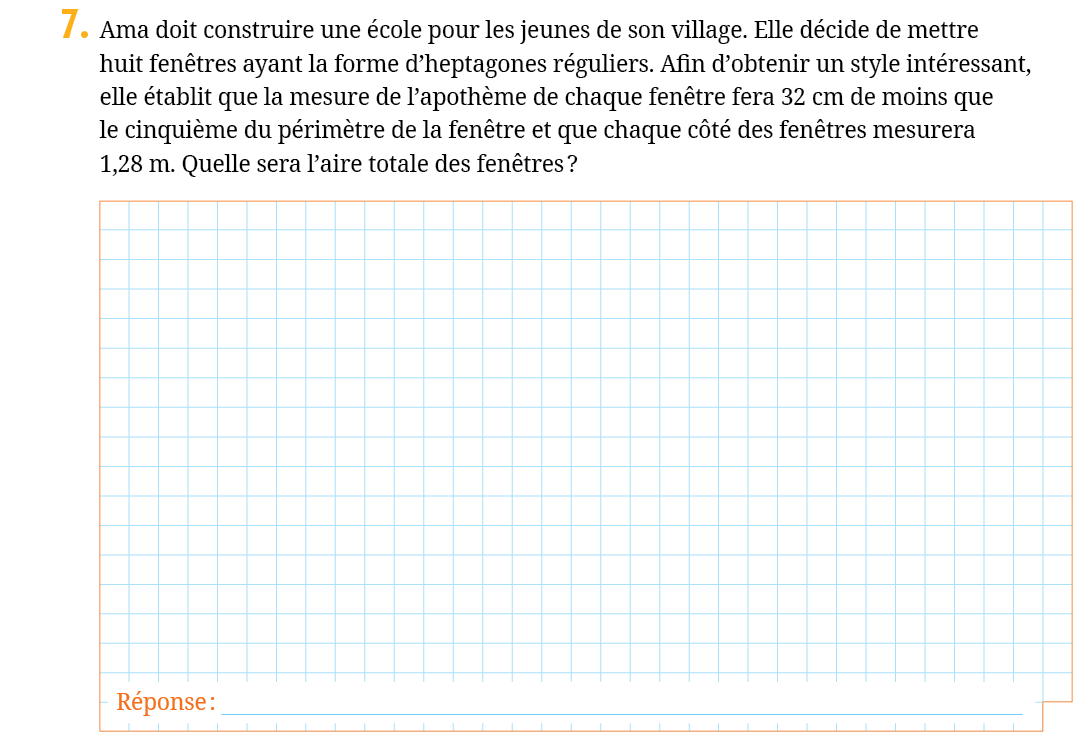 7. Ama doit construire une école pour les jeunes de son village. Elle décide de mettre
huit fenêtres ayant la forme d’heptagones réguliers. Afin d’obtenir un style intéressant,
elle établit que la mesure de l’apothème de chaque fenêtre fera 32 cm de moins que
le cinquième du périmètre de la fenêtre et que chaque côté des fenêtres mesurera
1,28 m. Quelle sera l’aire totale des fenêtres ?
Réponse :